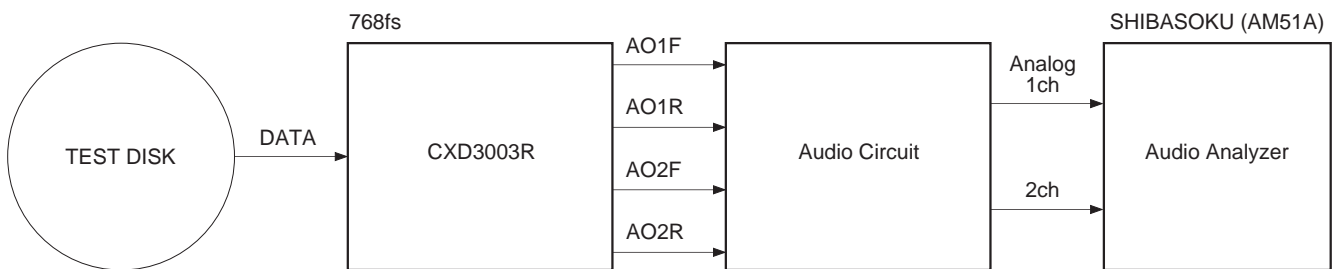 768fs
SHIBASOKU (AM51A)
TEST DISK
DATA
CXD3003R
AO1F
AO1R
AO2F
AO2R
Audio Circuit
Analog
1ch
2ch
Audio Analyzer